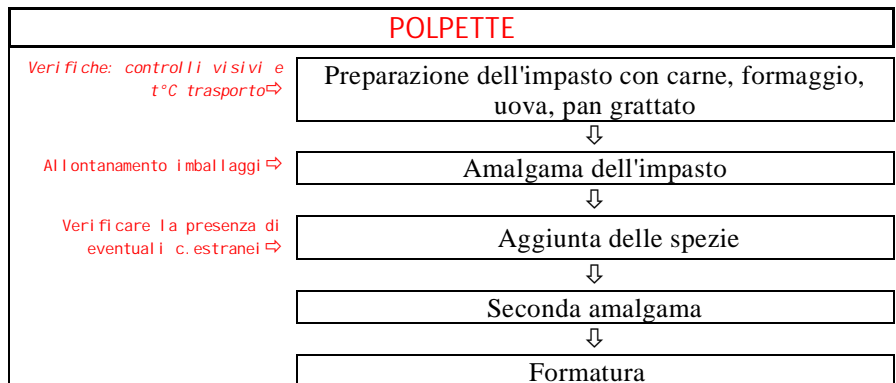 POLPETTE
Verifiche: controlli visivi e
t°C trasporto⇨
Preparazione dell'impasto con carne, formaggio,
uova, pan grattato
⇩
Allontanamento imballaggi⇨
Amalgama dell'impasto
⇩
Verificare la presenza di
eventuali c.estranei⇨
Aggiunta delle spezie
⇩
Seconda amalgama
⇩
Formatura